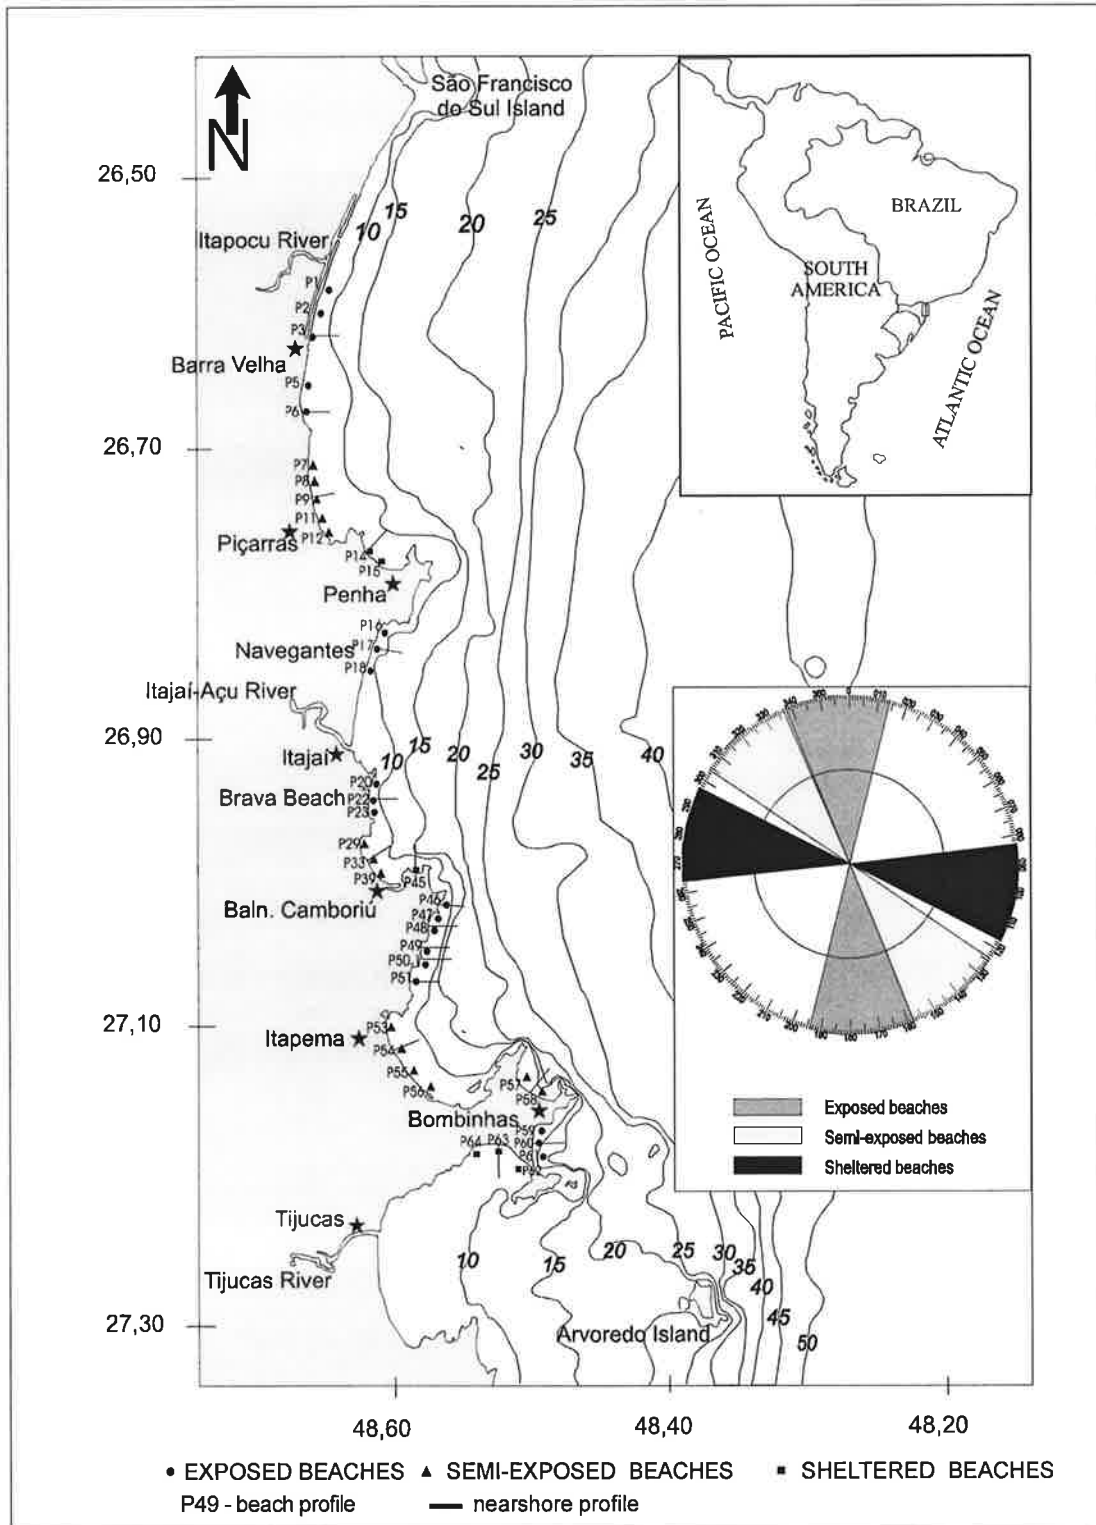 São Francisco
do Sul Island
N
26,50
15
10
20
25
Itapocu River
P1
P2
P3
Barra Velha
P5
P6
26,70
P7
P8
P9
P11
P12
Piçarras
P14
P15
Penha
P16
Navegantes
P17
P18
Itajaí-Açu River
26,90
Itajaí
10
15
20
25
30
35
40
P20
Brava Beach
P22
P23
P29
P33
P39
P45
Baln. Camboriú
P46
P47
P48
P49
P50
P51
27,10
Itapema
P53
P54
P55
P56
P57
P58
Bombinhas
P59
P60
P61
P62
P63
P64
Tijucas
Tijucas River
10
15
20
25
30
35
40
45
50
27,30
Arvoredo Island
48,60
48,40
48,20
PACIFIC OCEAN
BRAZIL
SOUTH
AMERICA
ATLANTIC OCEAN
Exposed beaches
Semi-exposed beaches
Sheltered beaches
EXPOSED BEACHES
SEMI-EXPOSED BEACHES
SHELTERED BEACHES
P49 - beach profile
nearshore profile